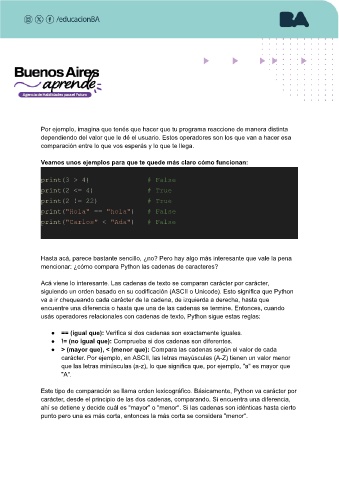 /educacionBA
BA
Buenos Aires
aprende
Agencia de Habilidades para el Futuro
Por ejemplo, imagina que tenés que hacer que tu programa reaccione de manera distinta
dependiendo del valor que le dé el usuario. Estos operadores son los que van a hacer esa
comparación entre lo que vos esperás y lo que te llega.
Veamos unos ejemplos para que te quede más claro cómo funcionan:
print(3 > 4) # False
print(2 <= 4) # True
print(2 != 22) # True
print("Hola" == "hola") # False
print("Carlos" < "Ada") # False
Hasta acá, parece bastante sencillo, ¿no? Pero hay algo más interesante que vale la pena
mencionar: ¿cómo compara Python las cadenas de caracteres?
Acá viene lo interesante. Las cadenas de texto se comparan carácter por carácter,
siguiendo un orden basado en su codificación (ASCII o Unicode). Esto significa que Python
va a ir chequeando cada carácter de la cadena, de izquierda a derecha, hasta que
encuentre una diferencia o hasta que una de las cadenas se termine. Entonces, cuando
usás operadores relacionales con cadenas de texto, Python sigue estas reglas:
● == (igual que): Verifica si dos cadenas son exactamente iguales.
● != (no igual que): Comprueba si dos cadenas son diferentes.
● > (mayor que), < (menor que): Compara las cadenas según el valor de cada
carácter. Por ejemplo, en ASCII, las letras mayúsculas (A-Z) tienen un valor menor
que las letras minúsculas (a-z), lo que significa que, por ejemplo, "a" es mayor que
"A".
Este tipo de comparación se llama orden lexicográfico. Básicamente, Python va carácter por
carácter, desde el principio de las dos cadenas, comparando. Si encuentra una diferencia,
ahí se detiene y decide cuál es "mayor" o "menor". Si las cadenas son idénticas hasta cierto
punto pero una es más corta, entonces la más corta se considera "menor".